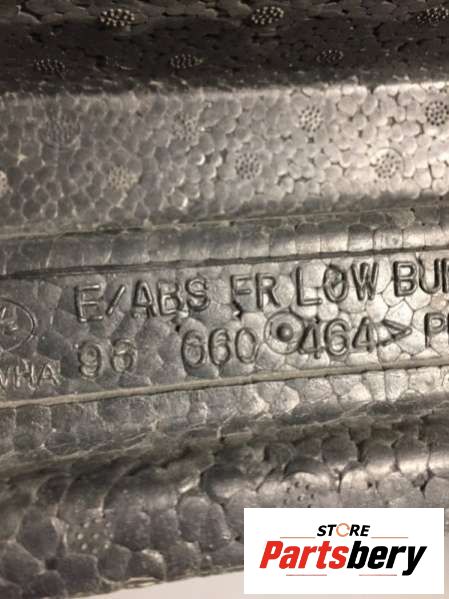 E/ABS FR LOW BU
WHA 96 660 464 > P
STORE
Partsbery